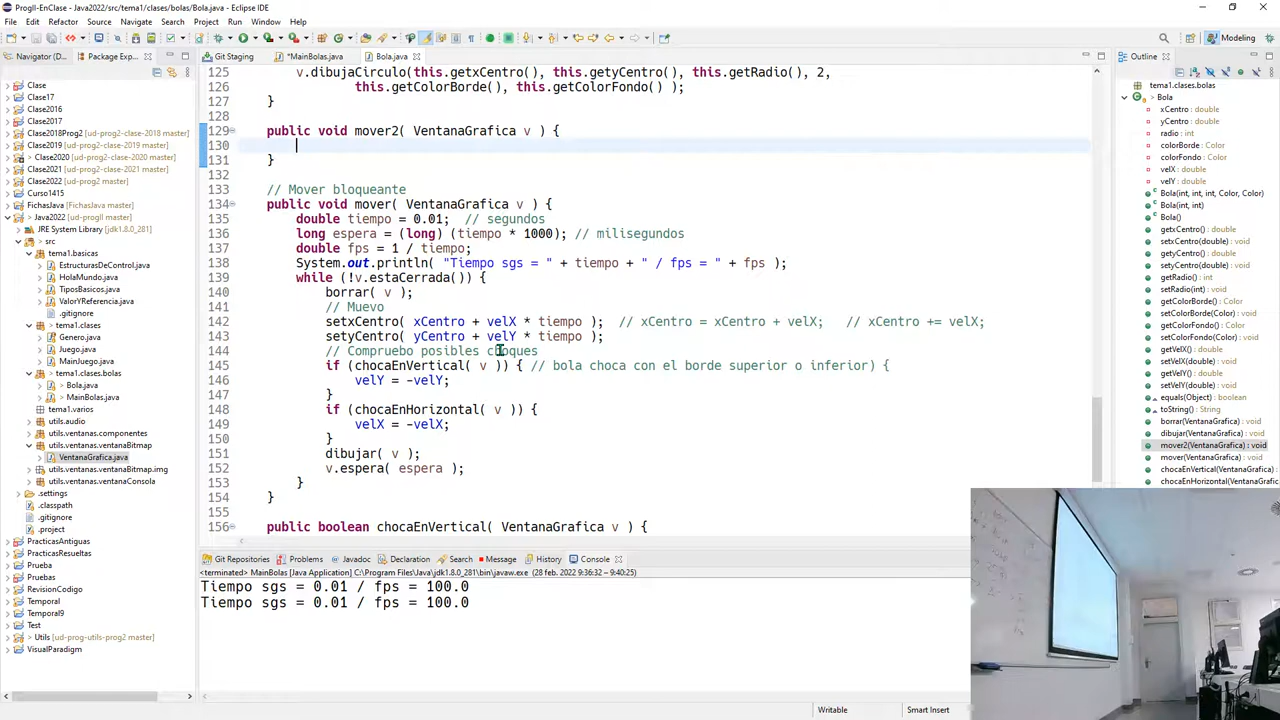 ProgII-EnClase - Java2022/src/tema1/clases/bolas/Bola.java - Eclipse IDE
File Edit Refactor Source Navigate Search Project Run Window Help
Modeling
Navigator (D...
Package Exp...
Git Staging
*MainBolas.java
Bola.java
Outline
Clase
Clase17
Clase2016
Clase2018Prog2 [ud-prog2-clase-2018 master]
Clase2019 [ud-prog2-clase-2019 master]
> Clase2020 [ud-prog2-clase-2020 master]
Clase2021 [ud-prog2-clase-2021 master]
Clase2022 [ud-prog2 master]
Curso1415
FichasJava [FichasJava master]
> Java2022 [ud-progII master]
JRE System Library [jdk1.8.0_281]
> src
tema1.basicas
EstructurasDeControl.java
HolaMundo.java
TiposBasicos.java
ValorYReferencia.java
.gitignore
> tema1.clases
Genero.java
Juego.java
MainJuego.java
> tema1.clases.bolas
> Bola.java
> MainBolas.java
tema1.varios
utils.audio
utils.ventanas.componentes
utils.ventanas.ventanaBitmap
VentanaGrafica.java
utils.ventanas.ventanaBitmap.img
utils.ventanas.ventanaConsola
.settings
.classpath
.gitignore
.project
PracticasAntiguas
PracticasResueltas
Prueba
Pruebas
RevisionCodigo
Temporal
Temporal9
Test
> Utils [ud-prog-utils-prog2 master]
VisualParadigm
125 v.dibujaCirculo(this.getxCentro(), this.getyCentro(), this.getRadio(), 2,
126 this.getColorBorde(), this.getColorFondo() );
127 }
128
129 public void mover2( VentanaGrafica v ) {
130
131 }
132
133 // Mover bloqueante
134 public void mover( VentanaGrafica v ) {
135 double tiempo = 0.01; // segundos
136 long espera = (long) (tiempo * 1000); // milisegundos
137 double fps = 1 / tiempo;
138 System.out.println( "Tiempo sgs = " + tiempo + " / fps = " + fps );
139 while (!v.estaCerrada()) {
140 borrar( v );
141 // Muevo
142 setxCentro( xCentro + velX * tiempo ); // xCentro = xCentro + velX; // xCentro += velX;
143 setyCentro( yCentro + velY * tiempo );
144 // Compruebo posibles choques
145 if (chocaEnVertical( v )) { // bola choca con el borde superior o inferior) {
146 velY = -velY;
147 }
148 if (chocaEnHorizontal( v )) {
149 velX = -velX;
150 }
151 dibujar( v );
152 v.espera( espera );
153 }
154 }
155
156 public boolean chocaEnVertical( VentanaGrafica v ) {
tema1.clases.bolas
Bola
xCentro : double
yCentro : double
radio : int
colorBorde : Color
colorFondo : Color
velX : double
velY : double
Bola(int, int, int, Color, Color)
Bola(int, int)
Bola()
getxCentro() : double
setxCentro(double) : void
getyCentro() : double
setyCentro(double) : void
getRadio() : int
setRadio(int) : void
getColorBorde() : Color
setColorBorde(Color) : void
getColorFondo() : Color
setColorFondo(Color) : void
getVelX() : double
setVelX(double) : void
getVelY() : double
setVelY(double) : void
equals(Object) : boolean
toString() : String
borrar(VentanaGrafica) : void
dibujar(VentanaGrafica) : void
mover2(VentanaGrafica) : void
mover(VentanaGrafica) : void
chocaEnVertical(VentanaGrafica)
chocaEnHorizontal(VentanaGrafic
Git Repositories
Problems
Javadoc
Declaration
Search
Message
History
Console
<terminated> MainBolas [Java Application] C:\Program Files\Java\jdk1.8.0_281\bin\javaw.exe (28 feb. 2022 9:36:32 – 9:40:25)
Tiempo sgs = 0.01 / fps = 100.0
Tiempo sgs = 0.01 / fps = 100.0
Writable
Smart Insert